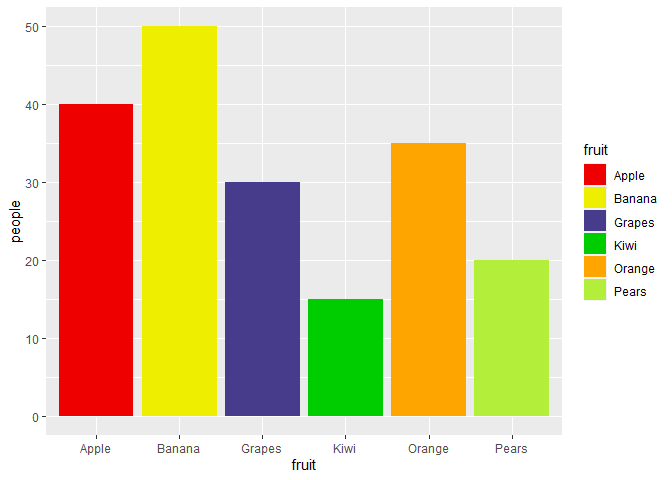 50
40
30
20
10
0
people
Apple Banana Grapes Kiwi Orange Pears
fruit
fruit
Apple
Banana
Grapes
Kiwi
Orange
Pears